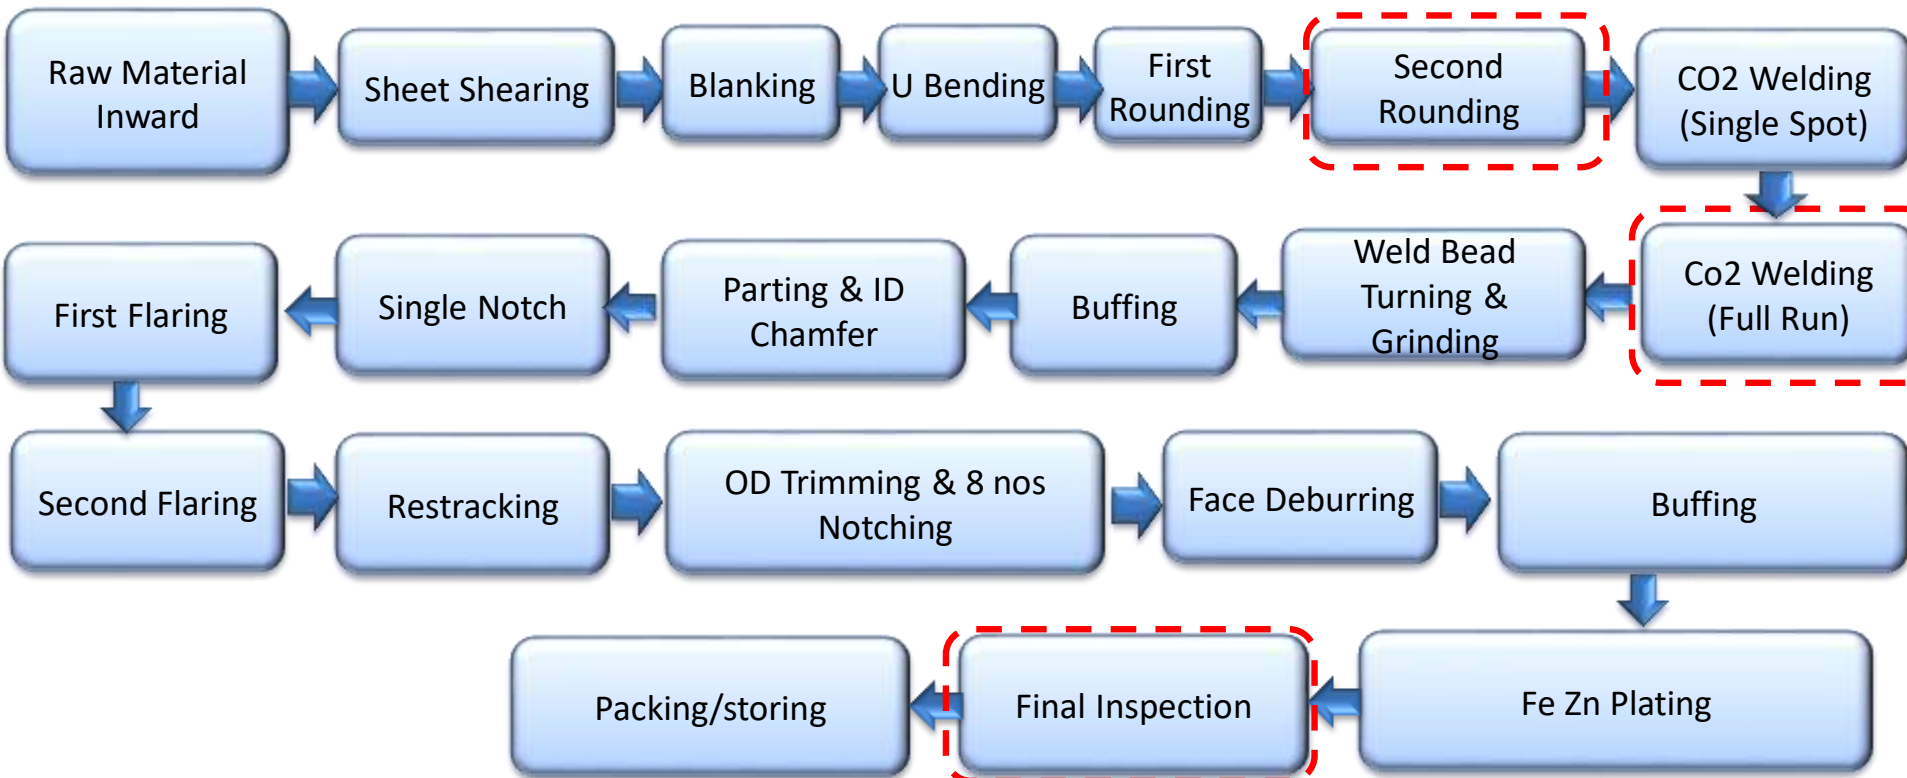 Raw Material
Inward
Sheet Shearing
Blanking
U Bending
First
Rounding
Second
Rounding
CO2 Welding
(Single Spot)
Co2 Welding
(Full Run)
Weld Bead
Turning &
Grinding
Buffing
Parting & ID
Chamfer
Single Notch
First Flaring
Second Flaring
Restracking
OD Trimming & 8 nos
Notching
Face Deburring
Buffing
Fe Zn Plating
Final Inspection
Packing/storing